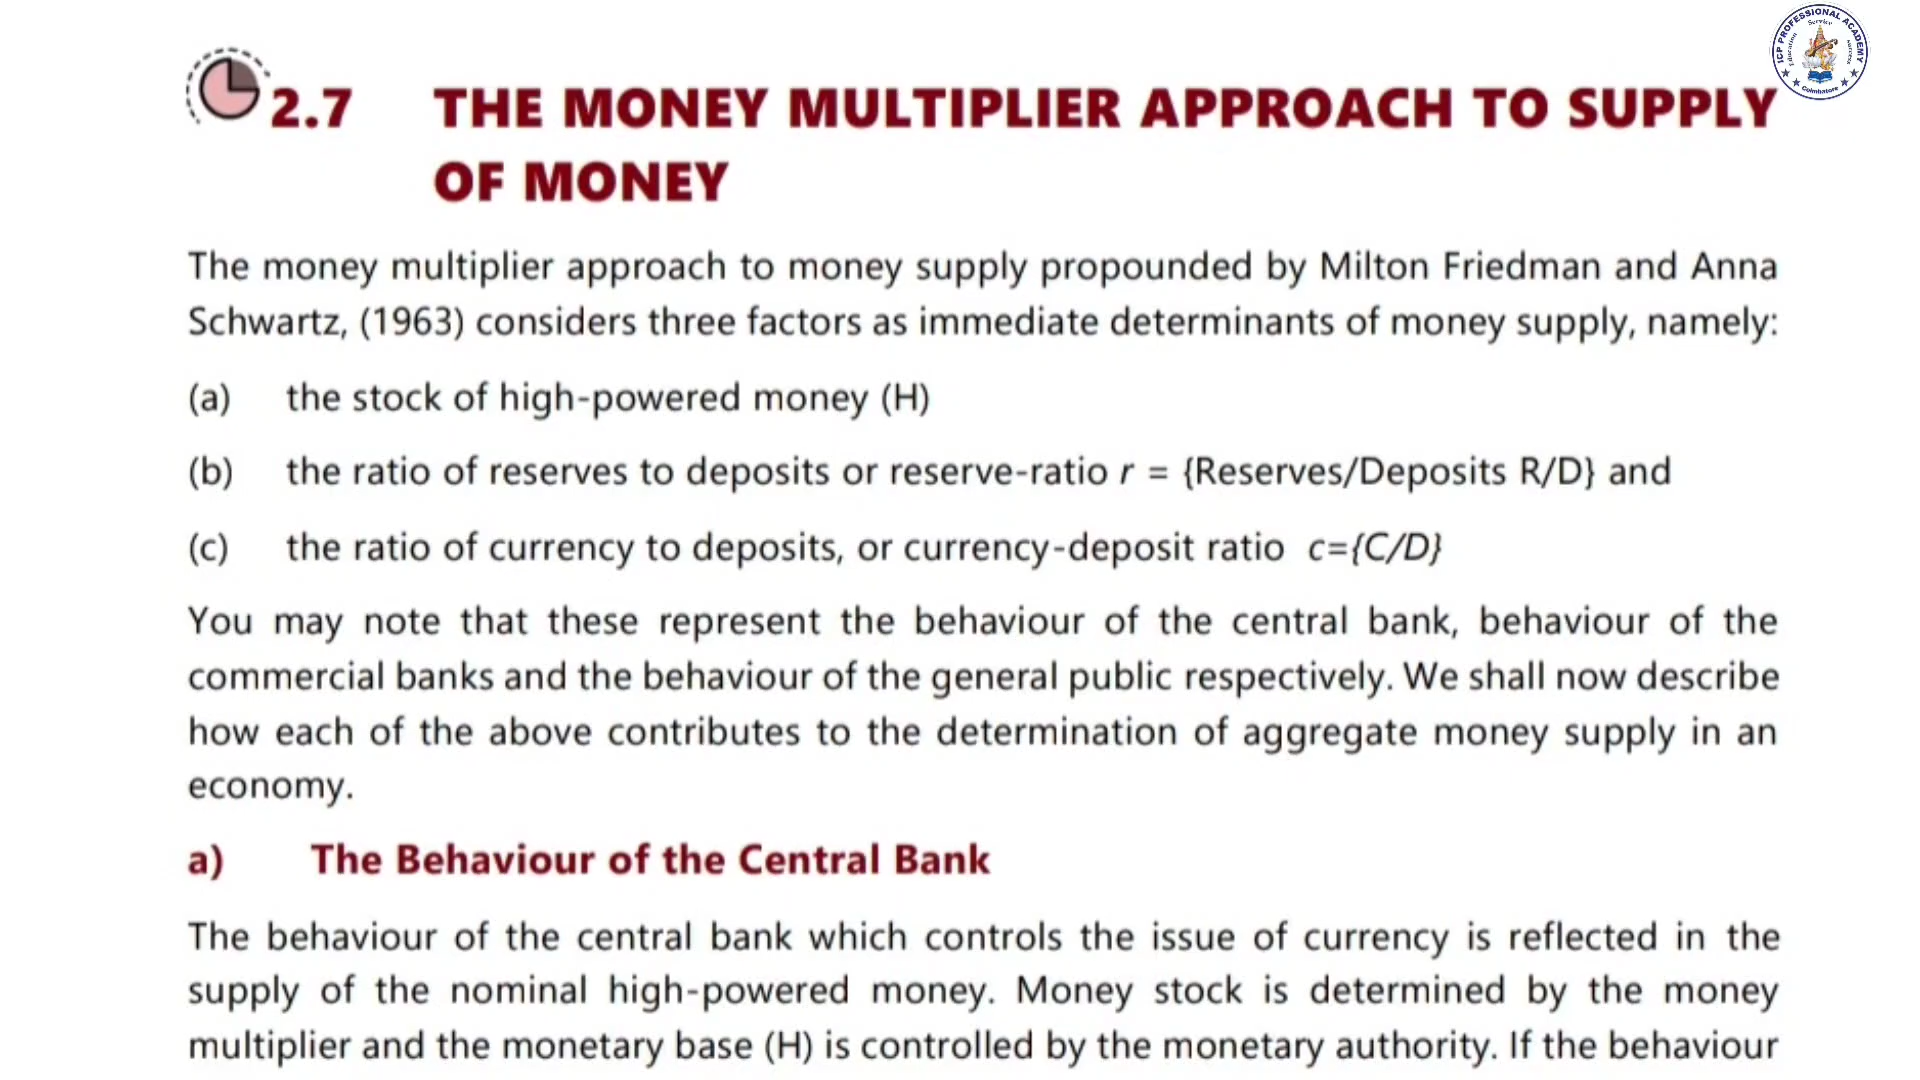 ICP PROFESSIONAL ACADEMY
Service
Education
Success
Coimbatore
2.7 THE MONEY MULTIPLIER APPROACH TO SUPPLY
OF MONEY
The money multiplier approach to money supply propounded by Milton Friedman and Anna
Schwartz, (1963) considers three factors as immediate determinants of money supply, namely:
(a) the stock of high-powered money (H)
(b) the ratio of reserves to deposits or reserve-ratio r = {Reserves/Deposits R/D} and
(c) the ratio of currency to deposits, or currency-deposit ratio c={C/D}
You may note that these represent the behaviour of the central bank, behaviour of the
commercial banks and the behaviour of the general public respectively. We shall now describe
how each of the above contributes to the determination of aggregate money supply in an
economy.
a) The Behaviour of the Central Bank
The behaviour of the central bank which controls the issue of currency is reflected in the
supply of the nominal high-powered money. Money stock is determined by the money
multiplier and the monetary base (H) is controlled by the monetary authority. If the behaviour